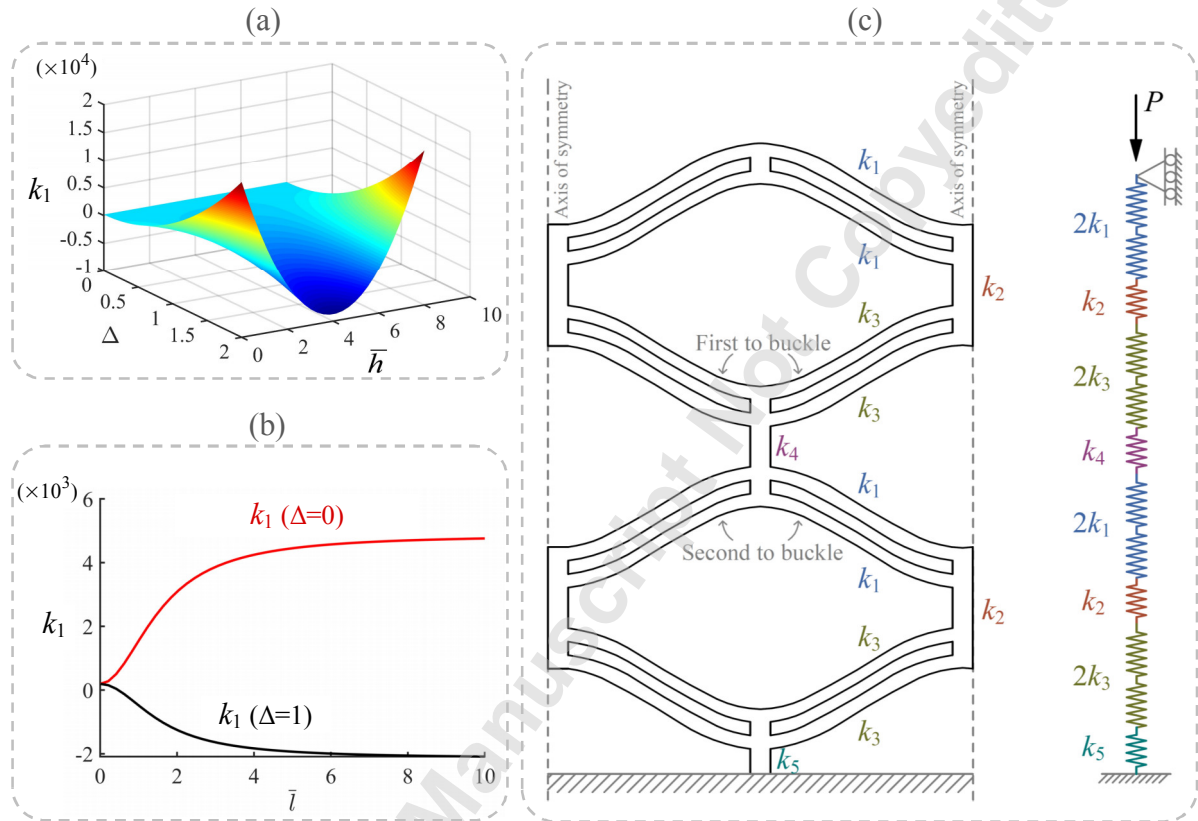 (a)
(×10⁴)
2
1.5
1
0.5
0
-0.5
-1
k₁
0
0.5
1
1.5
2
Δ
0
2
4
6
8
10
h̅
(b)
(×10³)
6
4
2
0
-2
k₁
k₁ (Δ=0)
k₁ (Δ=1)
0
2
4
6
8
10
l̅
(c)
Axis of symmetry
Axis of symmetry
k₁
k₁
k₂
k₃
First to buckle
k₃
k₄
k₁
Second to buckle
k₁
k₂
k₃
k₃
k₅
P
2k₁
k₂
2k₃
k₄
2k₁
k₂
2k₃
k₅
Manuscript Not Copyedite